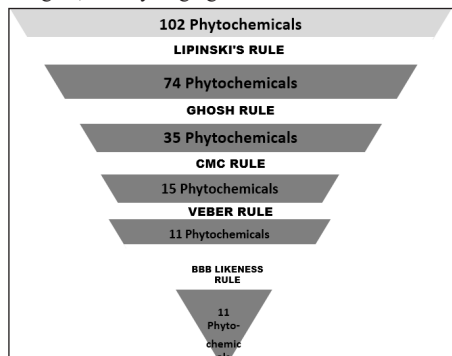 102 Phytochemicals
LIPINSKI'S RULE
74 Phytochemicals
GHOSH RULE
35 Phytochemicals
CMC RULE
15 Phytochemicals
VEBER RULE
11 Phytochemicals
BBB LIKENESS
RULE
11
Phyto-
chemic